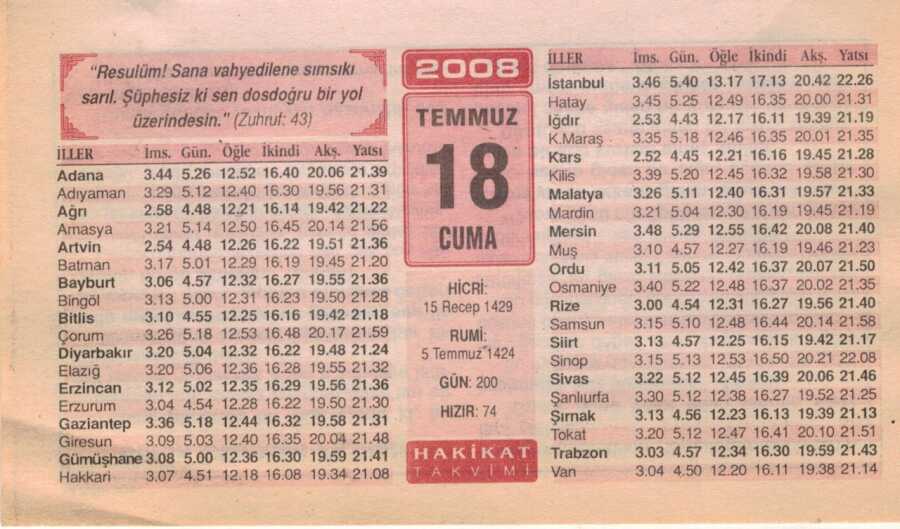 "Resulüm! Sana vahyedilene sımsıkı
sarıl. Şüphesiz ki sen dosdoğru bir yol
üzerindesin." (Zuhruf: 43)
İLLER İms. Gün. Öğle İkindi Akş. Yatsı
Adana 3.44 5.26 12.52 16.40 20.06 21.39
Adıyaman 3.29 5.12 12.40 16.30 19.56 21.31
Ağrı 2.58 4.48 12.21 16.14 19.42 21.22
Amasya 3.21 5.14 12.50 16.45 20.14 21.56
Artvin 2.54 4.48 12.26 16.22 19.51 21.36
Batman 3.17 5.01 12.29 16.19 19.45 21.20
Bayburt 3.06 4.57 12.32 16.27 19.55 21.36
Bingöl 3.13 5.00 12.31 16.23 19.50 21.28
Bitlis 3.10 4.55 12.25 16.16 19.42 21.18
Çorum 3.26 5.18 12.53 16.48 20.17 21.59
Diyarbakır 3.20 5.04 12.32 16.22 19.48 21.24
Elazığ 3.20 5.06 12.36 16.28 19.55 21.32
Erzincan 3.12 5.02 12.35 16.29 19.56 21.36
Erzurum 3.04 4.54 12.28 16.22 19.50 21.30
Gaziantep 3.36 5.18 12.44 16.32 19.58 21.31
Giresun 3.09 5.03 12.40 16.35 20.04 21.48
Gümüşhane 3.08 5.00 12.36 16.30 19.59 21.41
Hakkari 3.07 4.51 12.18 16.08 19.34 21.08
2008
TEMMUZ
18
CUMA
HİCRİ:
15 Recep 1429
RUMİ:
5 Temmuz 1424
GÜN: 200
HIZIR: 74
HAKİKAT
TAKVİMİ
İLLER İms. Gün. Öğle İkindi Akş. Yatsı
İstanbul 3.46 5.40 13.17 17.13 20.42 22.26
Hatay 3.45 5.25 12.49 16.35 20.00 21.31
Iğdır 2.53 4.43 12.17 16.11 19.39 21.19
K.Maraş 3.35 5.18 12.46 16.35 20.01 21.35
Kars 2.52 4.45 12.21 16.16 19.45 21.28
Kilis 3.39 5.20 12.45 16.32 19.58 21.30
Malatya 3.26 5.11 12.40 16.31 19.57 21.33
Mardin 3.21 5.04 12.30 16.19 19.45 21.19
Mersin 3.48 5.29 12.55 16.42 20.08 21.40
Muş 3.10 4.57 12.27 16.19 19.46 21.23
Ordu 3.11 5.05 12.42 16.37 20.07 21.50
Osmaniye 3.40 5.22 12.48 16.37 20.02 21.35
Rize 3.00 4.54 12.31 16.27 19.56 21.40
Samsun 3.15 5.10 12.48 16.44 20.14 21.58
Siirt 3.13 4.57 12.25 16.15 19.42 21.17
Sinop 3.15 5.13 12.53 16.50 20.21 22.08
Sivas 3.22 5.12 12.45 16.39 20.06 21.46
Şanlıurfa 3.30 5.12 12.38 16.27 19.52 21.25
Şırnak 3.13 4.56 12.23 16.13 19.39 21.13
Tokat 3.20 5.12 12.47 16.41 20.10 21.51
Trabzon 3.03 4.57 12.34 16.30 19.59 21.43
Van 3.04 4.50 12.20 16.11 19.38 21.14